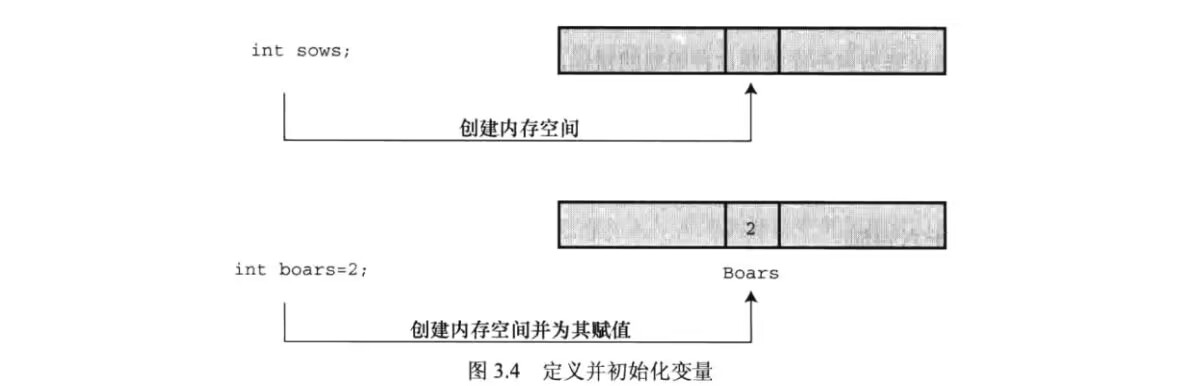 int sows;
创建内存空间
2
int boars=2;
Boars
创建内存空间并为其赋值
图 3.4 定义并初始化变量